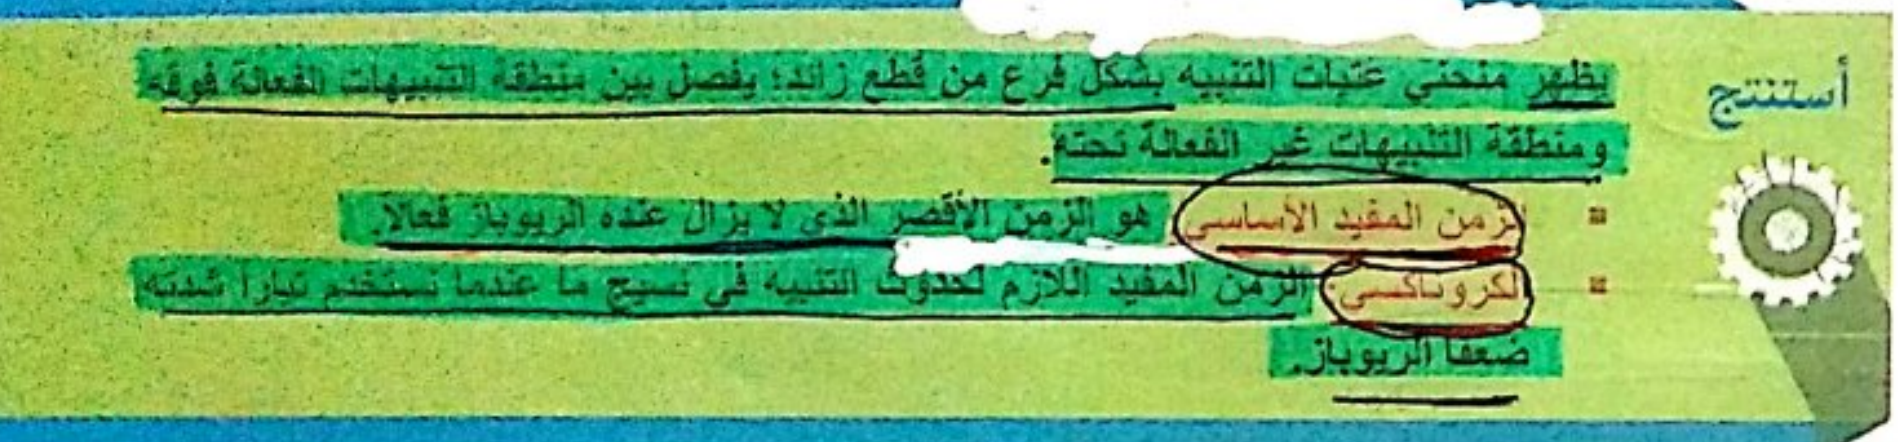 أستنتج
يظهر منحني عتبات التنبيه بشكل فرع من قطع زائد؛ يفصل بين منطقة التنبيهات الفعالة فوقه
ومنطقة التنبيهات غير الفعالة تحته.
▪ الزمن المفيد الأساسي: هو الزمن الأقصر الذي لا يزال عنده الريوباز فعالاً.
▪ الكروناكسي: الزمن المفيد اللازم لحدوث التنبيه في نسيج ما عندما نستخدم تياراً شدته
ضعفا الريوباز.